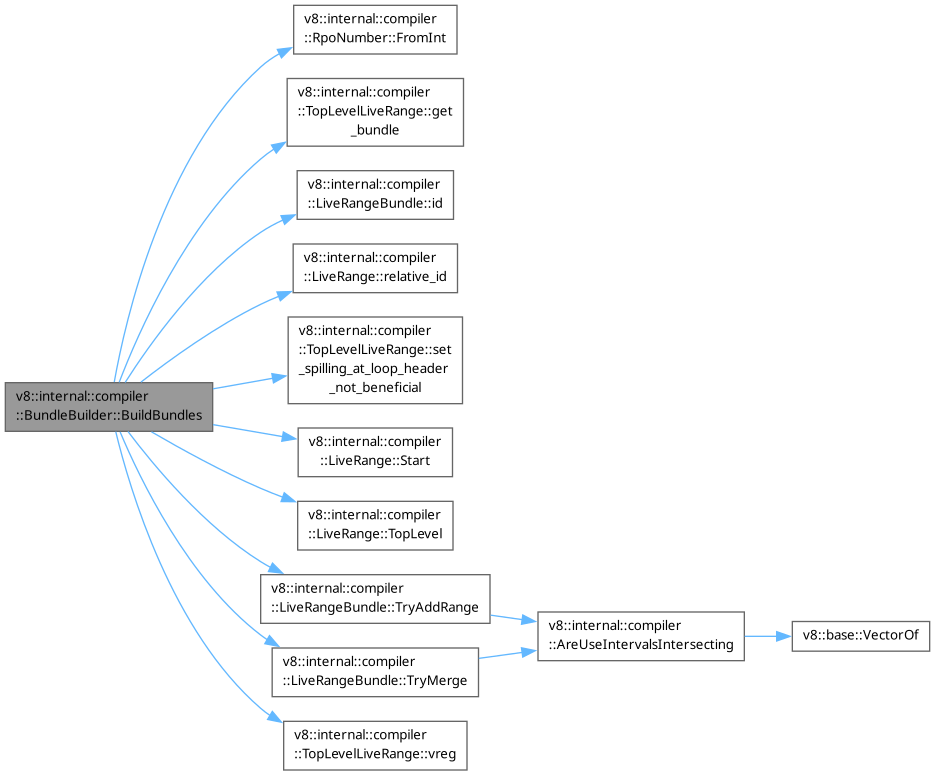 v8::internal::compiler
::RpoNumber::FromInt
v8::internal::compiler
::TopLevelLiveRange::get
_bundle
v8::internal::compiler
::LiveRangeBundle::id
v8::internal::compiler
::LiveRange::relative_id
v8::internal::compiler
::TopLevelLiveRange::set
_spilling_at_loop_header
_not_beneficial
v8::internal::compiler
::BundleBuilder::BuildBundles
v8::internal::compiler
::LiveRange::Start
v8::internal::compiler
::LiveRange::TopLevel
v8::internal::compiler
::LiveRangeBundle::TryAddRange
v8::internal::compiler
::AreUseIntervalsIntersecting
v8::base::VectorOf
v8::internal::compiler
::LiveRangeBundle::TryMerge
v8::internal::compiler
::TopLevelLiveRange::vreg